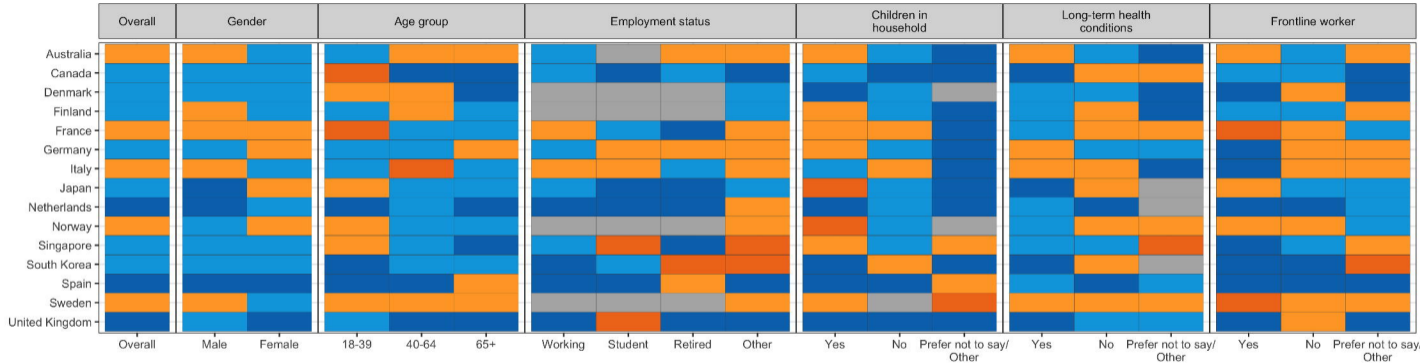 Overall Gender Age group Employment status Children in household Long-term health conditions Frontline worker
Australia
Canada
Denmark
Finland
France
Germany
Italy
Japan
Netherlands
Norway
Singapore
South Korea
Spain
Sweden
United Kingdom
Overall Male Female 18-39 40-64 65+ Working Student Retired Other Yes No Prefer not to say/ Other Yes No Prefer not to say/ Other Yes No Prefer not to say/ Other